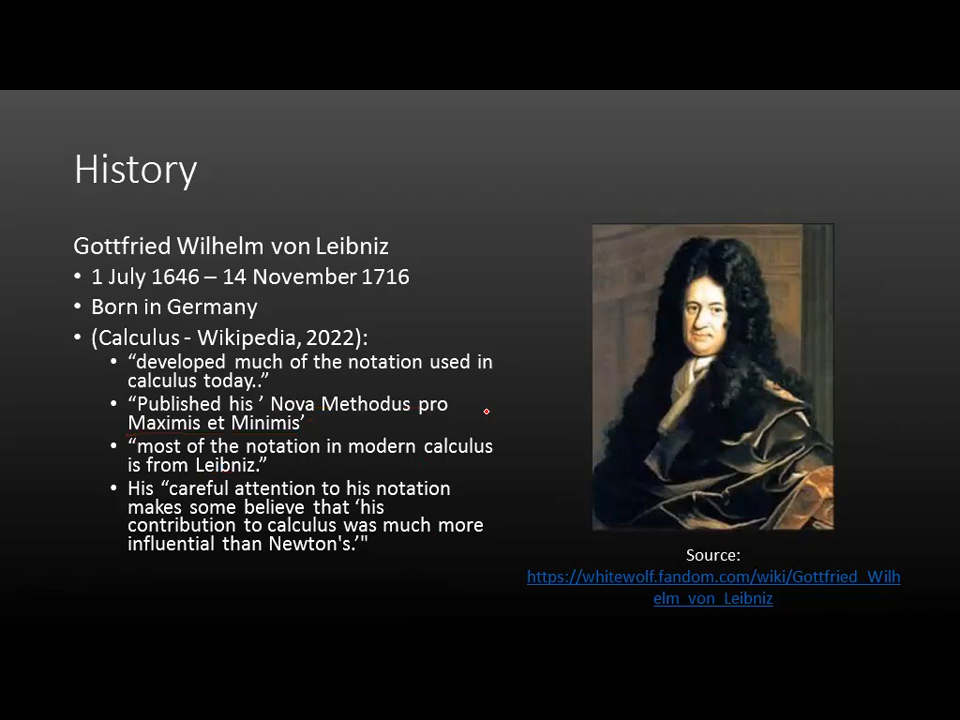 History
Gottfried Wilhelm von Leibniz
• 1 July 1646 – 14 November 1716
• Born in Germany
• (Calculus - Wikipedia, 2022):
• “developed much of the notation used in
calculus today..”
• “Published his ’ Nova Methodus pro
Maximis et Minimis’
• “most of the notation in modern calculus
is from Leibniz.”
• His “careful attention to his notation
makes some believe that ‘his
contribution to calculus was much more
influential than Newton's.’"
Source:
https://whitewolf.fandom.com/wiki/Gottfried_Wilh
elm_von_Leibniz